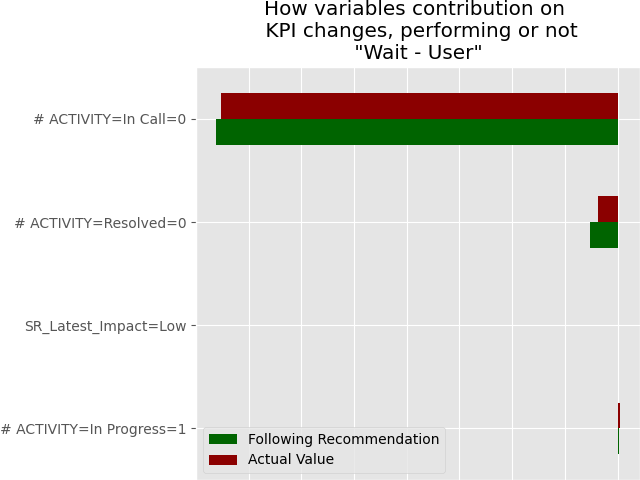 How variables contribution on
KPI changes, performing or not
"Wait - User"
# ACTIVITY=In Call=0
# ACTIVITY=Resolved=0
SR_Latest_Impact=Low
# ACTIVITY=In Progress=1
Following Recommendation
Actual Value